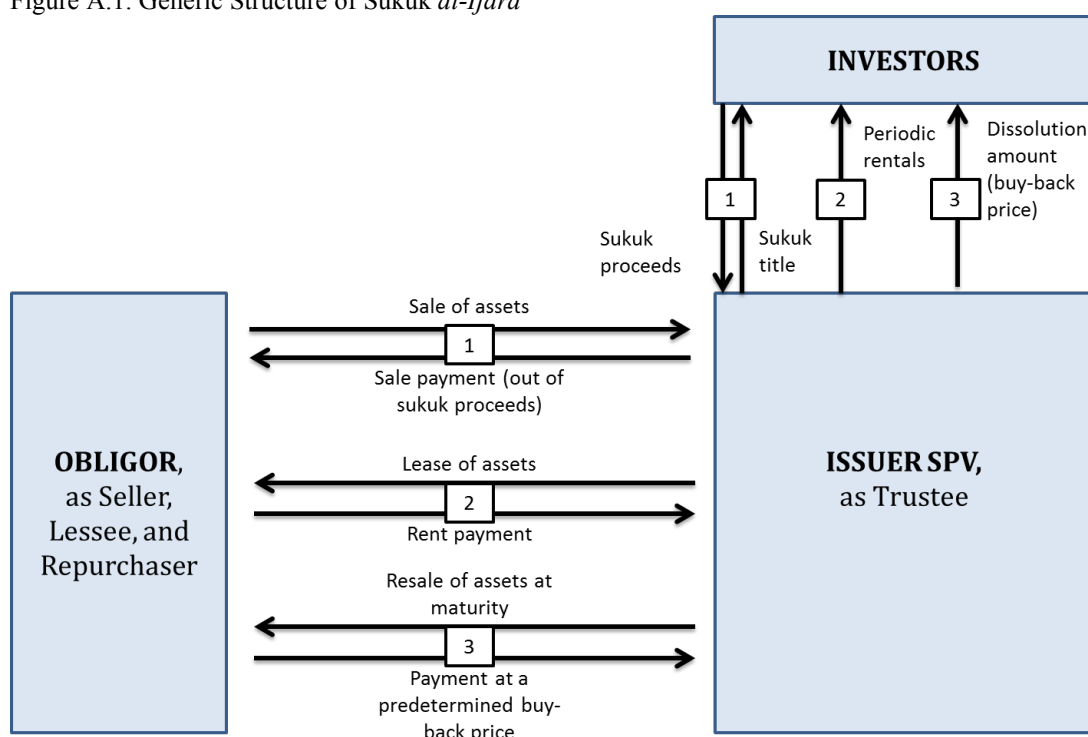 Figure A.1. Generic Structure of Sukuk al-Ijara
INVESTORS
Periodic
rentals
Dissolution
amount
(buy-back
price)
1
2
3
Sukuk
proceeds
Sukuk
title
Sale of assets
1
Sale payment (out of
sukuk proceeds)
OBLIGOR,
as Seller,
Lessee, and
Repurchaser
Lease of assets
2
Rent payment
ISSUER SPV,
as Trustee
Resale of assets at
maturity
3
Payment at a
predetermined buy-
back price